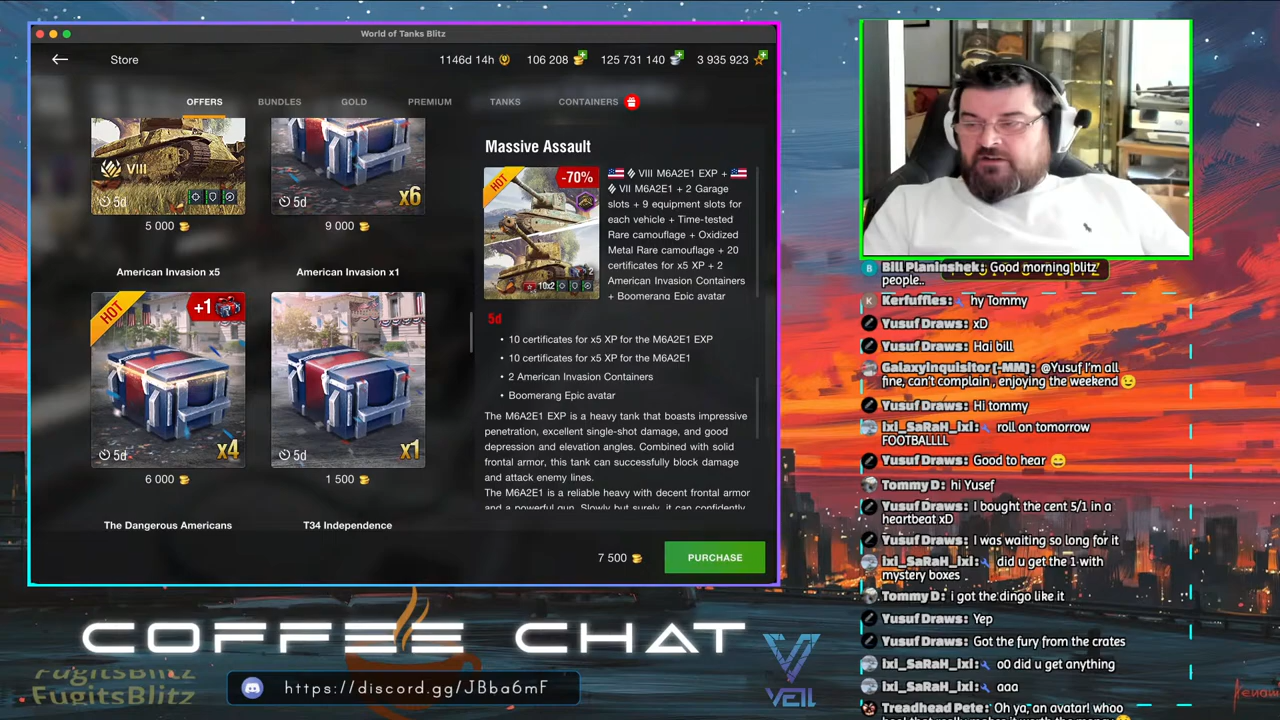 World of Tanks Blitz
Store
1146d 14h
106 208
125 731 140
3 935 923
OFFERS
BUNDLES
GOLD
PREMIUM
TANKS
CONTAINERS
VIII
5d
5 000
x6
5d
9 000
American Invasion x5
American Invasion x1
HOT
+1
5d
x4
6 000
5d
x1
1 500
The Dangerous Americans
T34 Independence
Massive Assault
HOT
-70%
10x2
VIII M6A2E1 EXP +
VII M6A2E1 + 2 Garage
slots + 9 equipment slots for
each vehicle + Time-tested
Rare camouflage + Oxidized
Metal Rare camouflage + 20
certificates for x5 XP + 2
American Invasion Containers
+ Boomerang Epic avatar
5d
• 10 certificates for x5 XP for the M6A2E1 EXP
• 10 certificates for x5 XP for the M6A2E1
• 2 American Invasion Containers
• Boomerang Epic avatar
The M6A2E1 EXP is a heavy tank that boasts impressive
penetration, excellent single-shot damage, and good
depression and elevation angles. Combined with solid
frontal armor, this tank can successfully block damage
and attack enemy lines.
The M6A2E1 is a reliable heavy with decent frontal armor
and a powerful gun. Slowly but surely, it can confidently
7 500
PURCHASE
B
Bill Planinshek: Good morning blitz
people..
K
Kerfuffles: hy Tommy
Yusuf Draws: xD
Yusuf Draws: Hai bill
GalaxyInquisitor [-MM]: @Yusuf I'm all
fine, can't complain , enjoying the weekend
Yusuf Draws: Hi tommy
ixi_SaRaH_ixi: roll on tomorrow
FOOTBALLLL
Yusuf Draws: Good to hear
Tommy D: hi Yusef
Yusuf Draws: I bought the cent 5/1 in a
heartbeat xD
Yusuf Draws: I was waiting so long for it
ixi_SaRaH_ixi: did u get the 1 with
mystery boxes
Tommy D: i got the dingo like it
Yusuf Draws: Yep
Yusuf Draws: Got the fury from the crates
ixi_SaRaH_ixi: o0 did u get anything
ixi_SaRaH_ixi: aaa
Treadhead Pete: Oh ya, an avatar! whoo
COFFEE CHAT
FugitsBlitz
FugitsBlitz
https://discord.gg/JBba6mF
VEIL